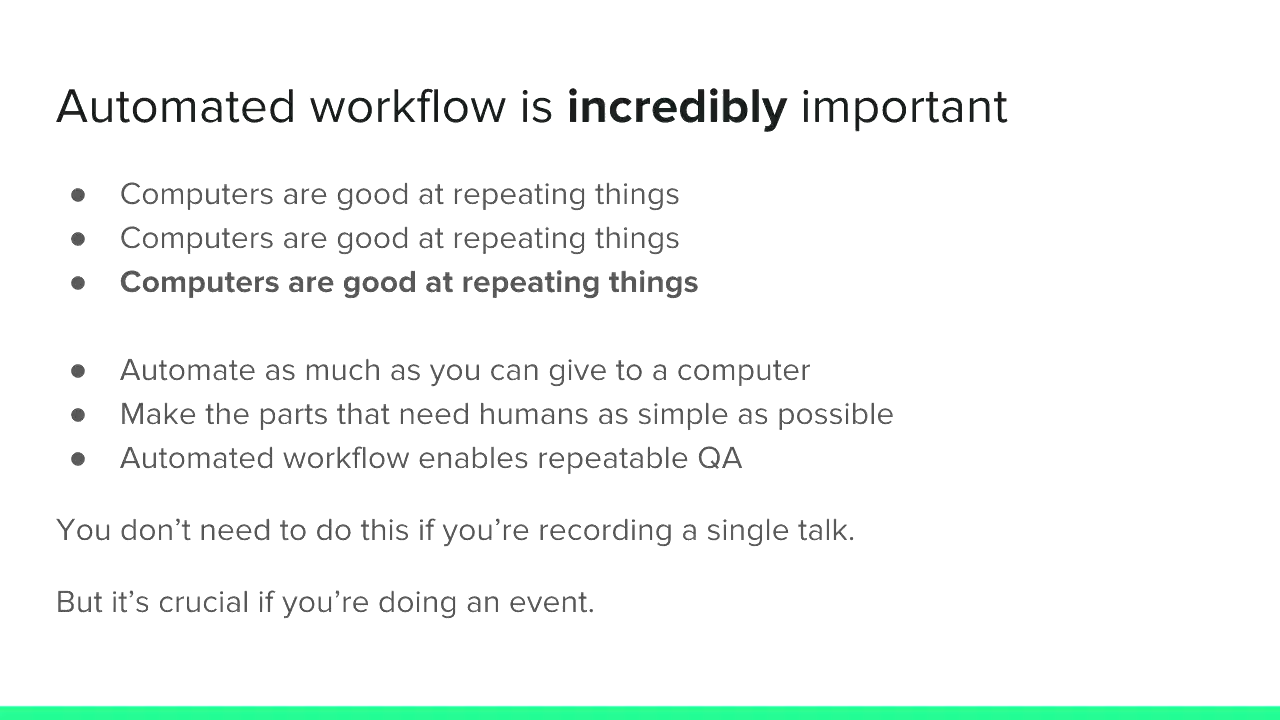 Automated workflow is incredibly important
● Computers are good at repeating things
● Computers are good at repeating things
● Computers are good at repeating things
● Automate as much as you can give to a computer
● Make the parts that need humans as simple as possible
● Automated workflow enables repeatable QA
You don’t need to do this if you’re recording a single talk.
But it’s crucial if you’re doing an event.